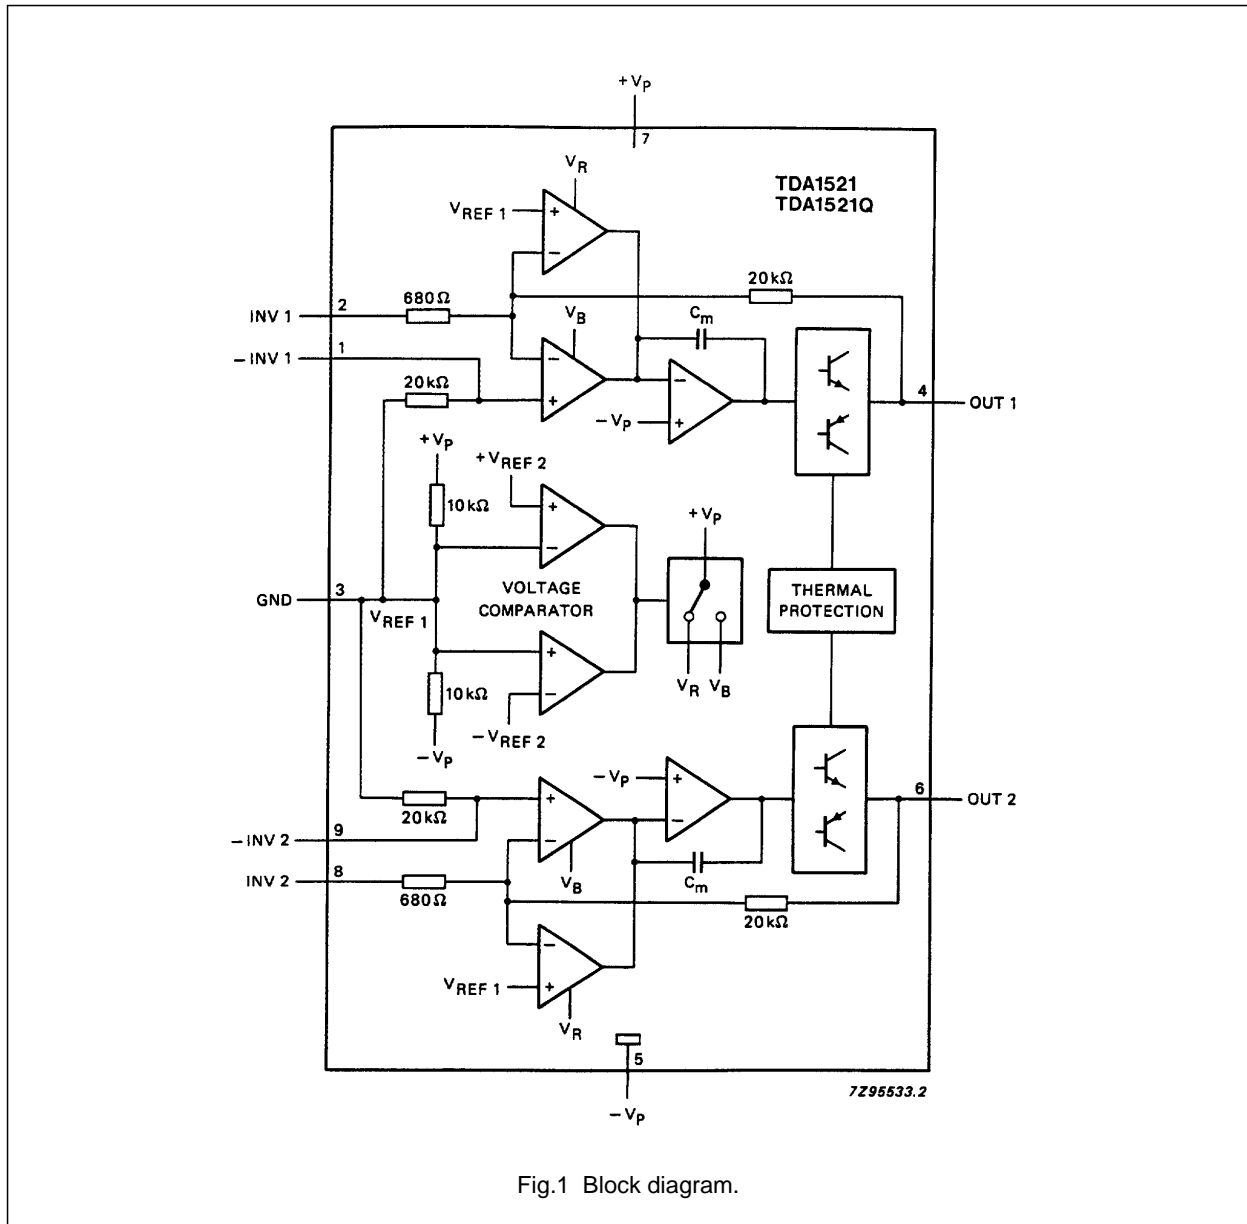 +VP
7
TDA1521
TDA1521Q
VR
VREF 1
+
−
20kΩ
680Ω
INV 1
2
VB
Cm
−INV 1
1
−
−
20kΩ
+
−VP
+
4
OUT 1
+VP
+VREF 2
10kΩ
+
+VP
−
VOLTAGE
COMPARATOR
THERMAL
PROTECTION
GND
3
VREF 1
+
VR
VB
10kΩ
−
−VREF 2
−VP
−VP
+
+
6
OUT 2
20kΩ
−
−INV 2
9
−
VB
Cm
INV 2
8
680Ω
20kΩ
−
VREF 1
+
VR
5
7Z95533.2
−VP
Fig.1 Block diagram.